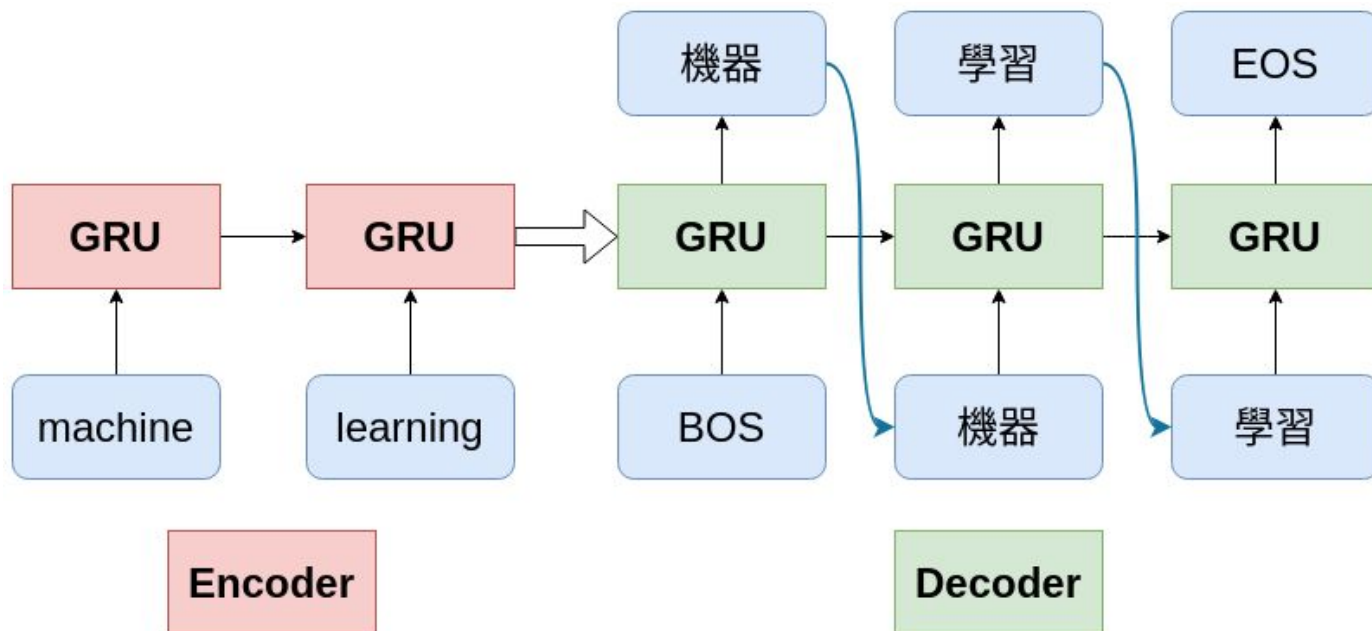 機器
學習
EOS
GRU
GRU
GRU
GRU
GRU
machine
learning
BOS
機器
學習
Encoder
Decoder